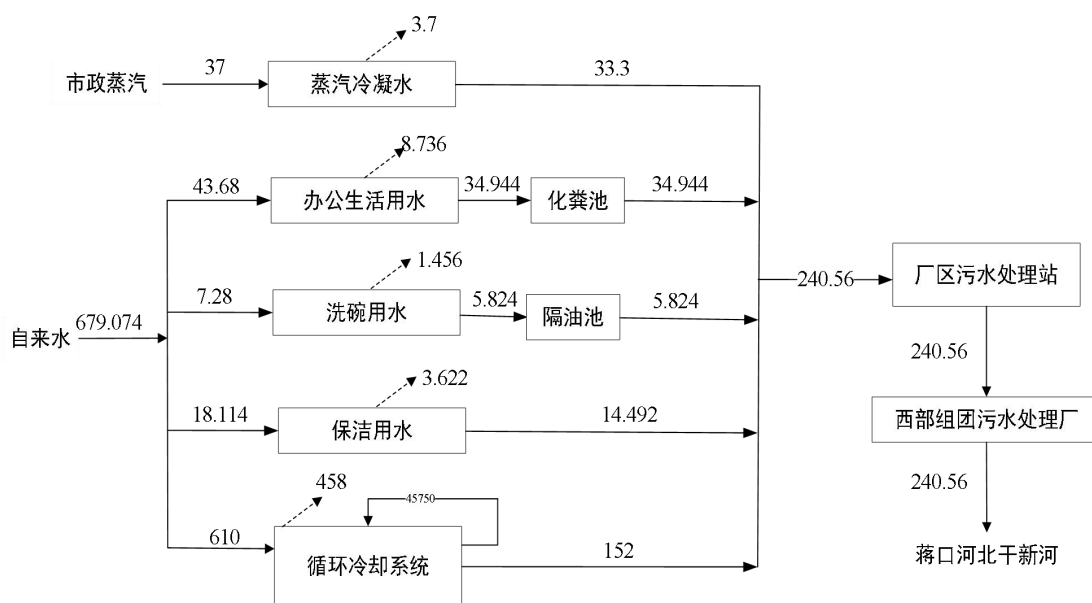 3.7
市政蒸汽
37
蒸汽冷凝水
33.3
8.736
43.68
办公生活用水
34.944
化粪池
34.944
1.456
7.28
洗碗用水
5.824
隔油池
5.824
240.56
厂区污水处理站
自来水
679.074
240.56
3.622
18.114
保洁用水
14.492
西部组团污水处理厂
458
45750
240.56
610
循环冷却系统
152
蒋口河北干新河